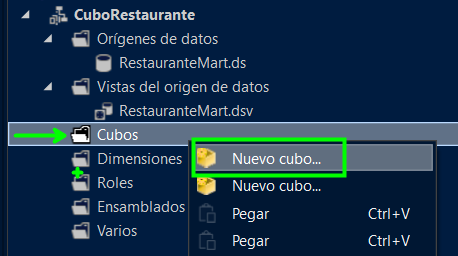 CuboRestaurante
Orígenes de datos
RestauranteMart.ds
Vistas del origen de datos
RestauranteMart.dsv
Cubos
Dimensiones
Roles
Ensamblados
Varios
Nuevo cubo...
Nuevo cubo...
Pegar Ctrl+V
Pegar Ctrl+V